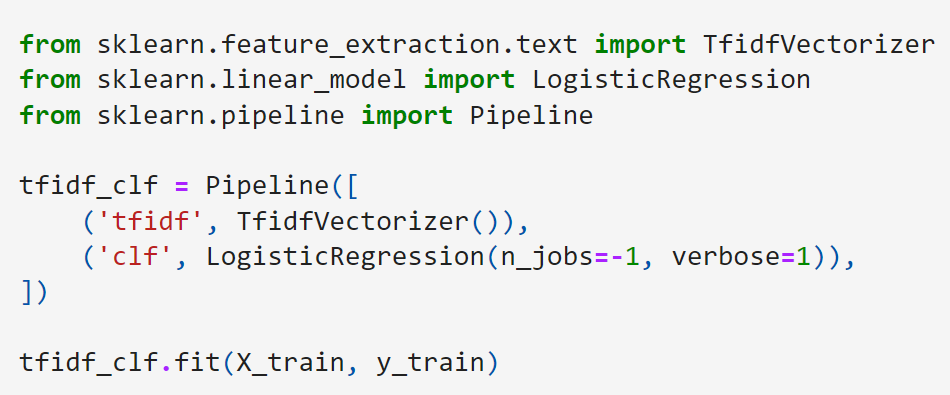 from sklearn.feature_extraction.text import TfidfVectorizer
from sklearn.linear_model import LogisticRegression
from sklearn.pipeline import Pipeline

tfidf_clf = Pipeline([
    ('tfidf', TfidfVectorizer()),
    ('clf', LogisticRegression(n_jobs=-1, verbose=1)),
])

tfidf_clf.fit(X_train, y_train)